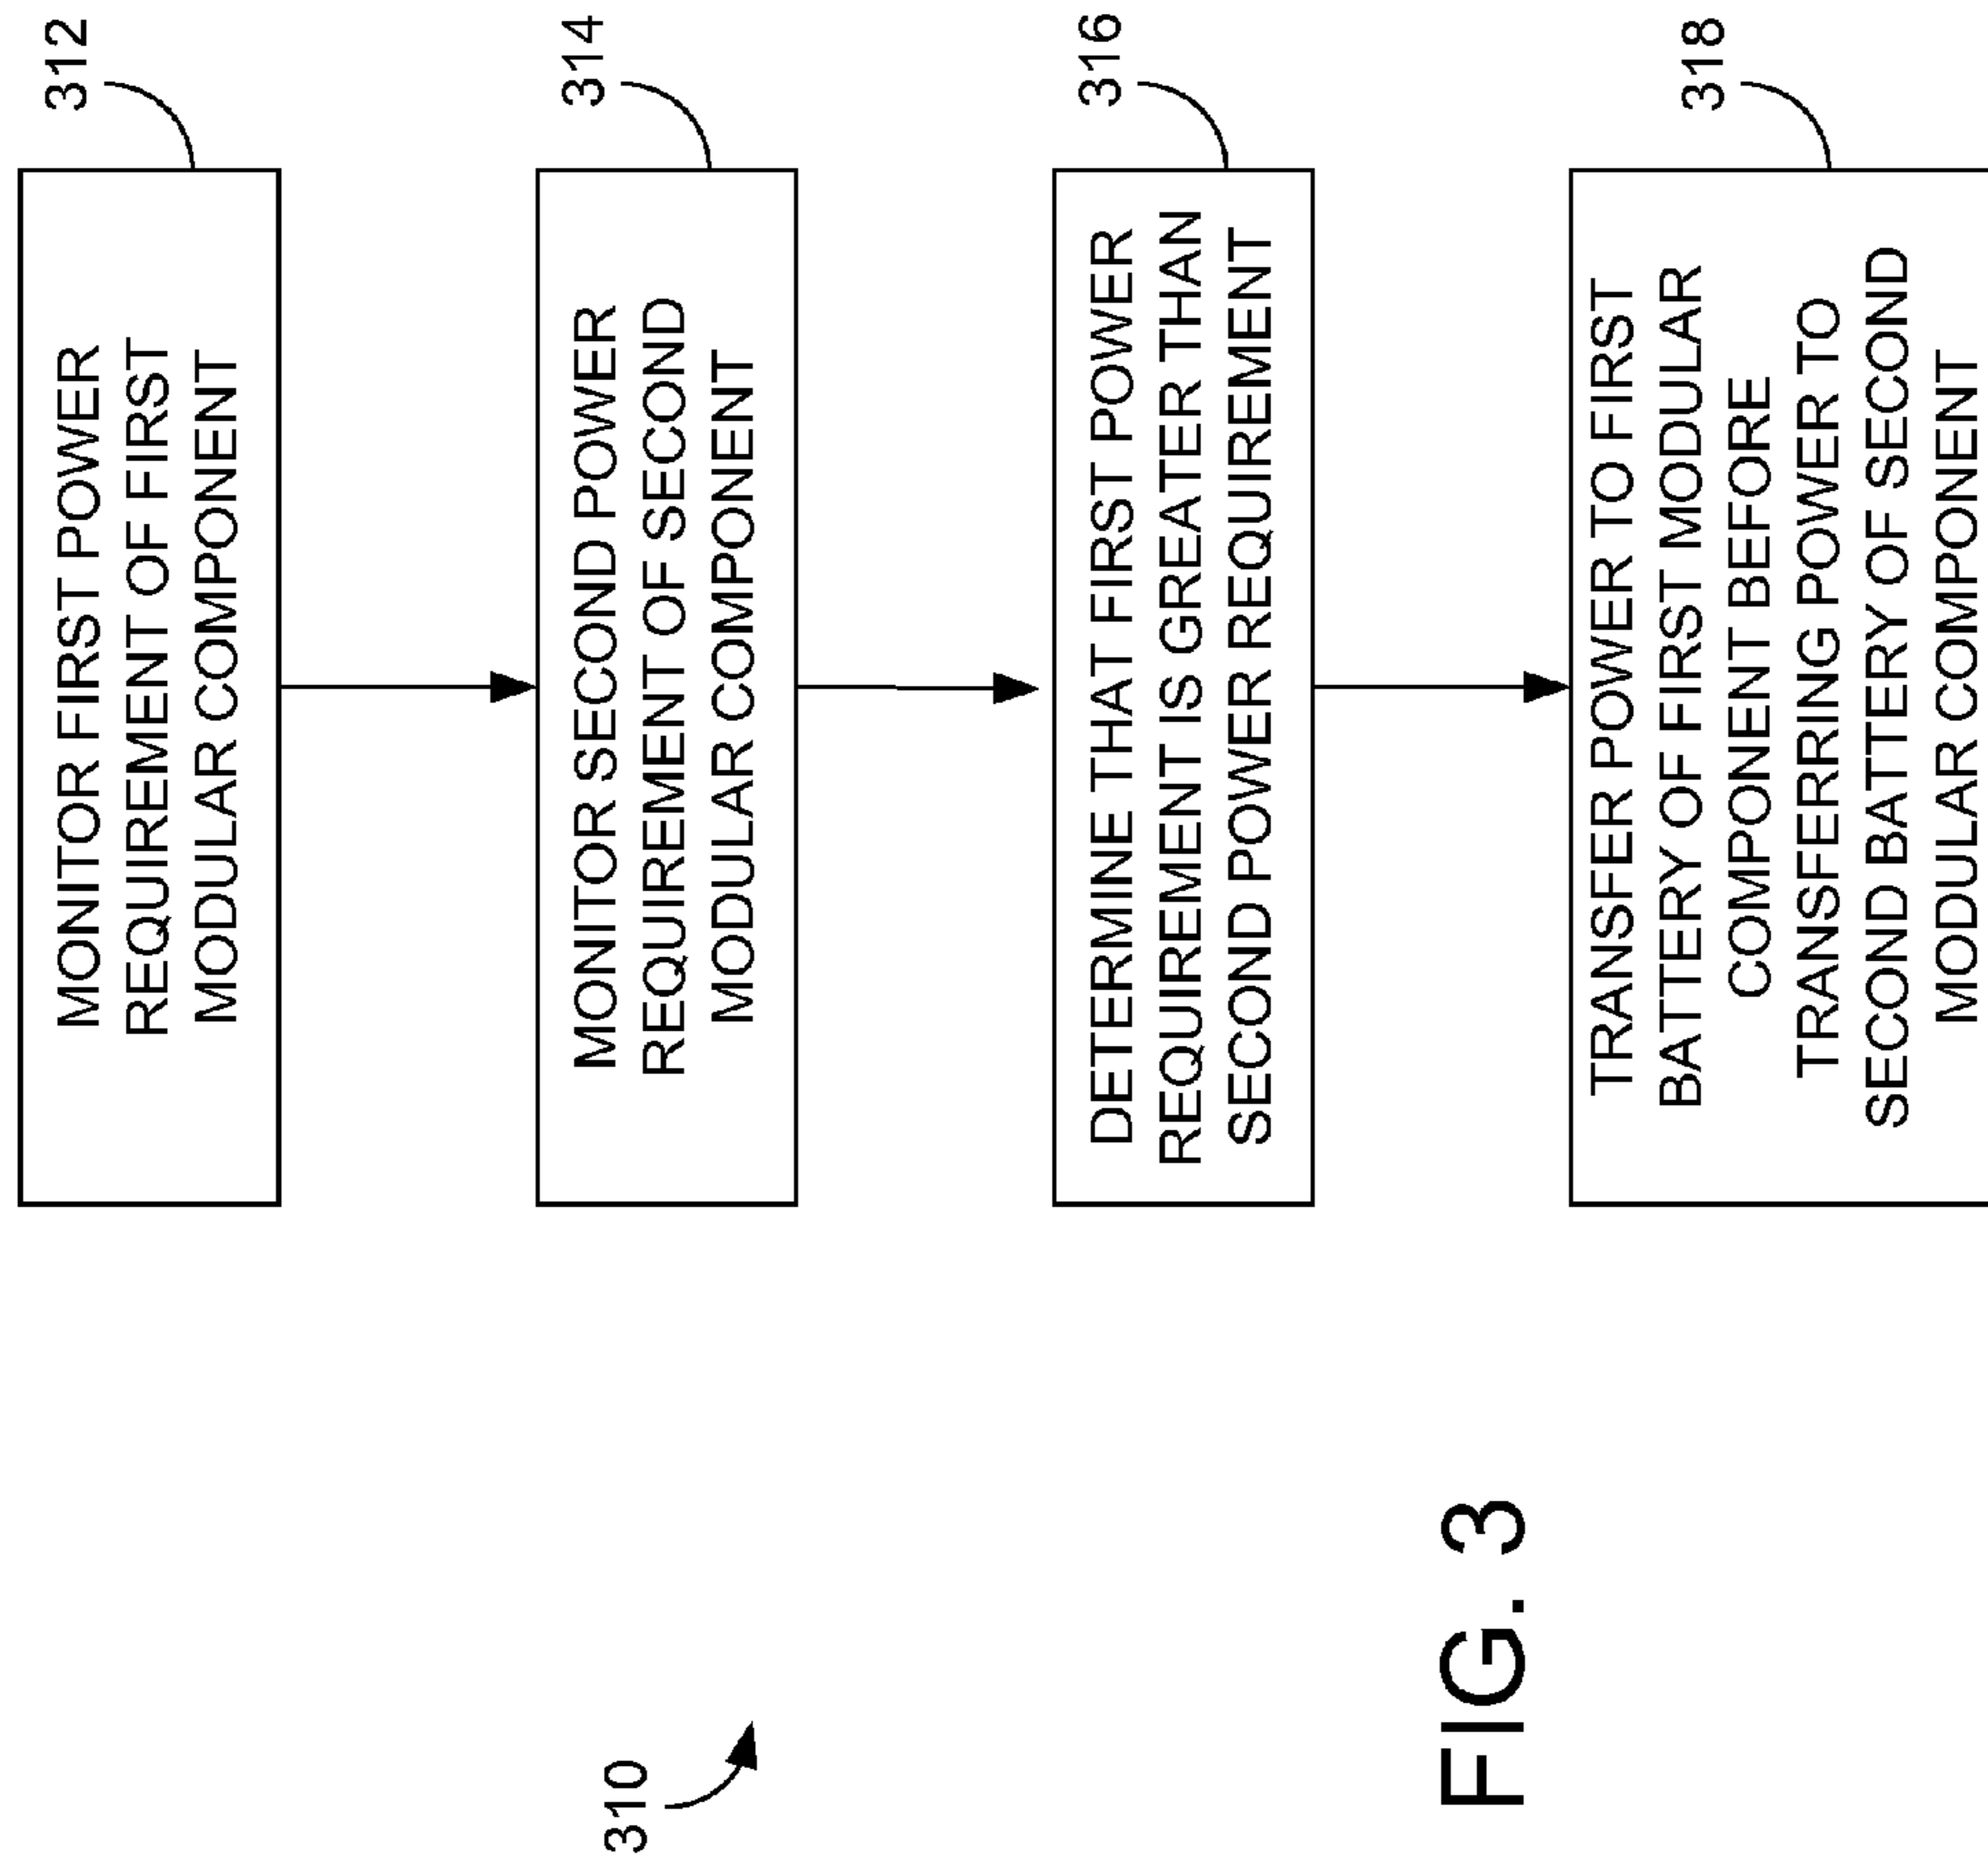 312
MONITOR FIRST POWER
REQUIREMENT OF FIRST
MODULAR COMPONENT
314
MONITOR SECOND POWER
REQUIREMENT OF SECOND
MODULAR COMPONENT
316
DETERMINE THAT FIRST POWER
REQUIREMENT IS GREATER THAN
SECOND POWER REQUIREMENT
318
TRANSFER POWER TO FIRST
BATTERY OF FIRST MODULAR
COMPONENT BEFORE
TRANSFERRING POWER TO
SECOND BATTERY OF SECOND
MODULAR COMPONENT
310
FIG. 3